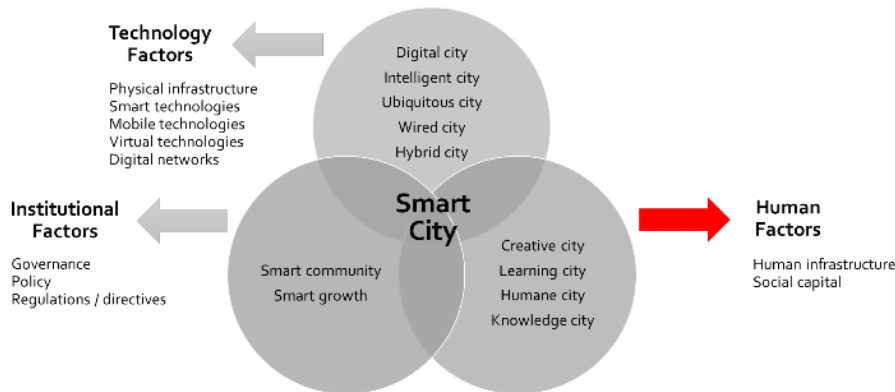 Technology
Factors
Physical infrastructure
Smart technologies
Mobile technologies
Virtual technologies
Digital networks
Digital city
Intelligent city
Ubiquitous city
Wired city
Hybrid city
Institutional
Factors
Governance
Policy
Regulations / directives
Smart community
Smart growth
Smart
City
Creative city
Learning city
Humane city
Knowledge city
Human
Factors
Human infrastructure
Social capital